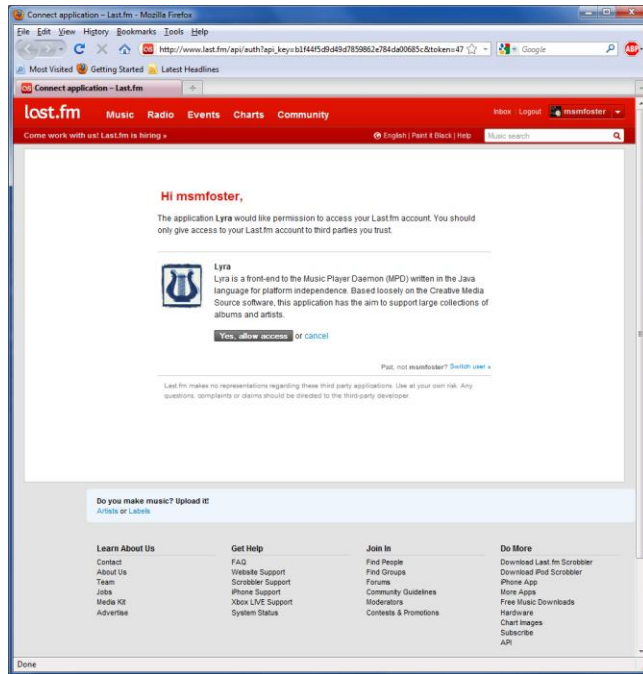 Connect application – Last.fm - Mozilla Firefox
File Edit View History Bookmarks Tools Help
http://www.last.fm/api/auth?api_key=b1f44f5d9d49d7859862e784da00685c&token=47
Google
ABP
Most Visited Getting Started Latest Headlines
Connect application – Last.fm
last.fm Music Radio Events Charts Community
Inbox Logout msmfoster
Come work with us! Last.fm is hiring »
English | Paint it Black | Help
Music search
Hi msmfoster,
The application Lyra would like permission to access your Last.fm account. You should
only give access to your Last.fm account to third parties you trust.
Lyra
Lyra is a front-end to the Music Player Daemon (MPD) written in the Java
language for platform independence. Based loosely on the Creative Media
Source software, this application has the aim to support large collections of
albums and artists.
Yes, allow access or cancel
Psst, not msmfoster? Switch user »
Last.fm makes no representations regarding these third party applications. Use at your own risk. Any
questions, complaints or claims should be directed to the third-party developer.
Do you make music? Upload it!
Artists or Labels
Learn About Us Get Help Join In Do More
Contact FAQ Find People Download Last.fm Scrobbler
About Us Website Support Find Groups Download iPod Scrobbler
Team Scrobbler Support Forums iPhone App
Jobs iPhone Support Community Guidelines More Apps
Media Kit Xbox LIVE Support Moderators Free Music Downloads
Advertise System Status Contests & Promotions Hardware
Chart Images
Subscribe
API
Done